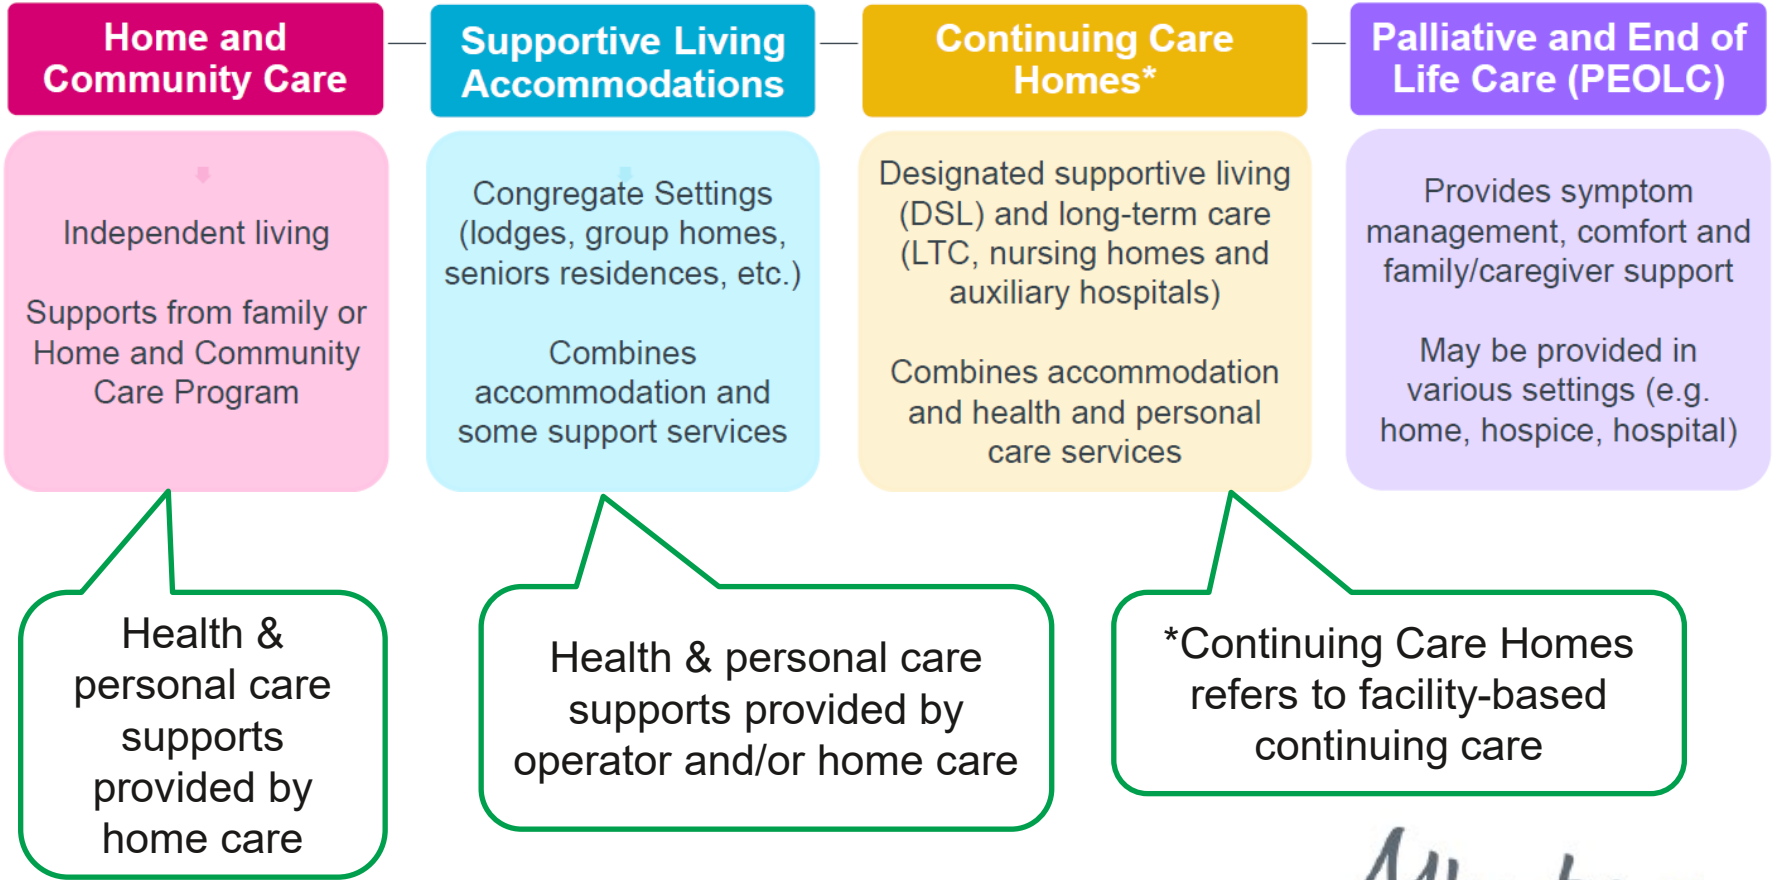 Home and
Community Care
Supportive Living
Accommodations
Continuing Care
Homes*
Palliative and End of
Life Care (PEOLC)
Independent living
Supports from family or
Home and Community
Care Program
Congregate Settings
(lodges, group homes,
seniors residences, etc.)
Combines
accommodation and
some support services
Designated supportive living
(DSL) and long-term care
(LTC, nursing homes and
auxiliary hospitals)
Combines accommodation
and health and personal
care services
Provides symptom
management, comfort and
family/caregiver support
May be provided in
various settings (e.g.
home, hospice, hospital)
Health &
personal care
supports
provided by
home care
Health & personal care
supports provided by
operator and/or home care
*Continuing Care Homes
refers to facility-based
continuing care